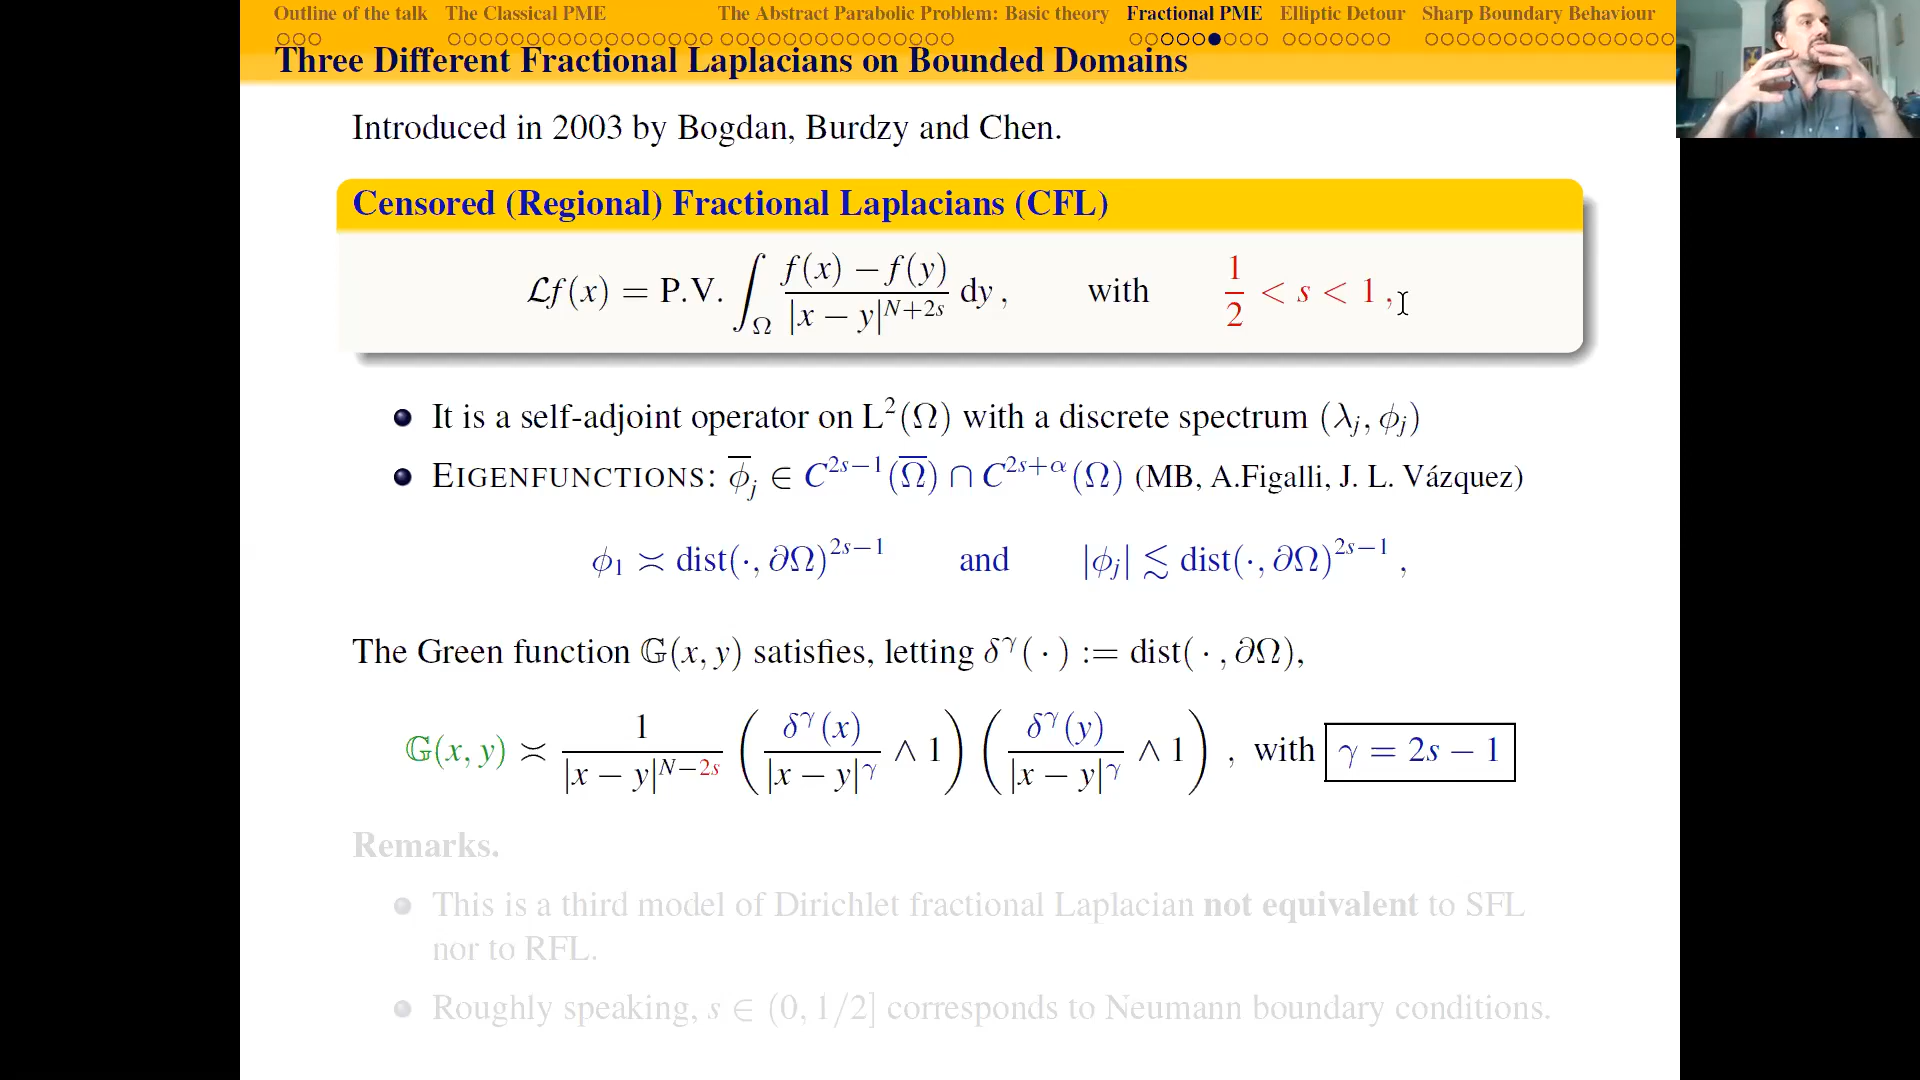 Outline of the talk The Classical PME The Abstract Parabolic Problem: Basic theory Fractional PME Elliptic Detour Sharp Boundary Behaviour
Three Different Fractional Laplacians on Bounded Domains
Introduced in 2003 by Bogdan, Burdzy and Chen.
Censored (Regional) Fractional Laplacians (CFL)
ℒf(x) = P.V. ∫_Ω (f(x) − f(y))/|x − y|^{N+2s} dy, with 1/2 < s < 1,
It is a self-adjoint operator on L²(Ω) with a discrete spectrum (λ_j, ϕ_j)
EIGENFUNCTIONS: \overline{ϕ}_j ∈ C^{2s−1}(\overline{Ω}) ∩ C^{2s+α}(Ω) (MB, A.Figalli, J. L. Vázquez)
ϕ_1 ≍ dist(·, ∂Ω)^{2s−1} and |ϕ_j| ≲ dist(·, ∂Ω)^{2s−1} ,
The Green function 𝔾(x, y) satisfies, letting δ^γ( · ) := dist( · , ∂Ω),
𝔾(x, y) ≍ 1/|x − y|^{N−2s} (δ^γ(x)/|x − y|^γ ∧ 1) (δ^γ(y)/|x − y|^γ ∧ 1) , with γ = 2s − 1
Remarks.
This is a third model of Dirichlet fractional Laplacian not equivalent to SFL
nor to RFL.
Roughly speaking, s ∈ (0, 1/2] corresponds to Neumann boundary conditions.